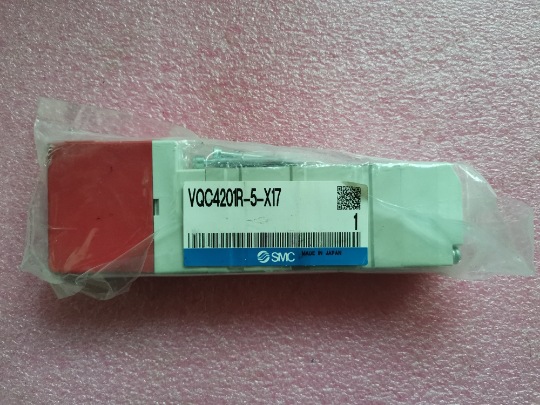 VQC4201R-5-X17
1
SMC MADE IN JAPAN